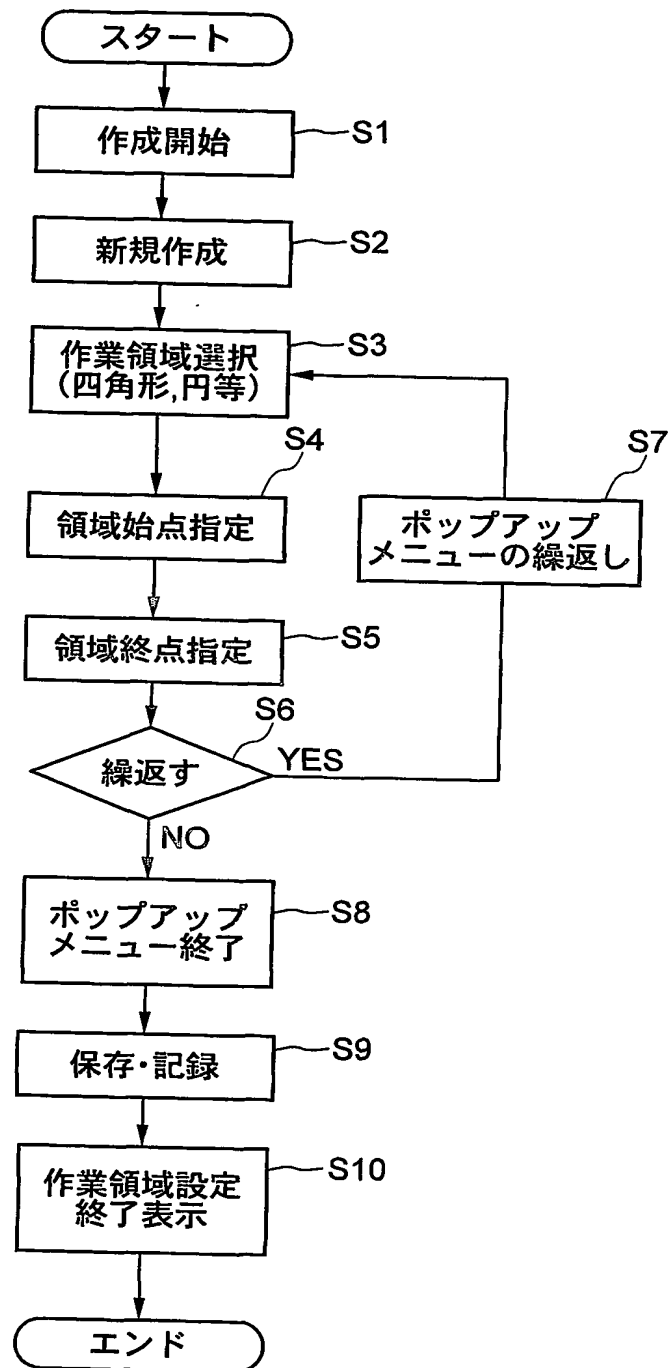 スタート
作成開始
S1
新規作成
S2
作業領域選択
(四角形,円等)
S3
領域始点指定
S4
領域終点指定
S5
繰返す
S6
YES
NO
ポップアップ
メニューの繰返し
S7
ポップアップ
メニュー終了
S8
保存・記録
S9
作業領域設定
終了表示
S10
エンド